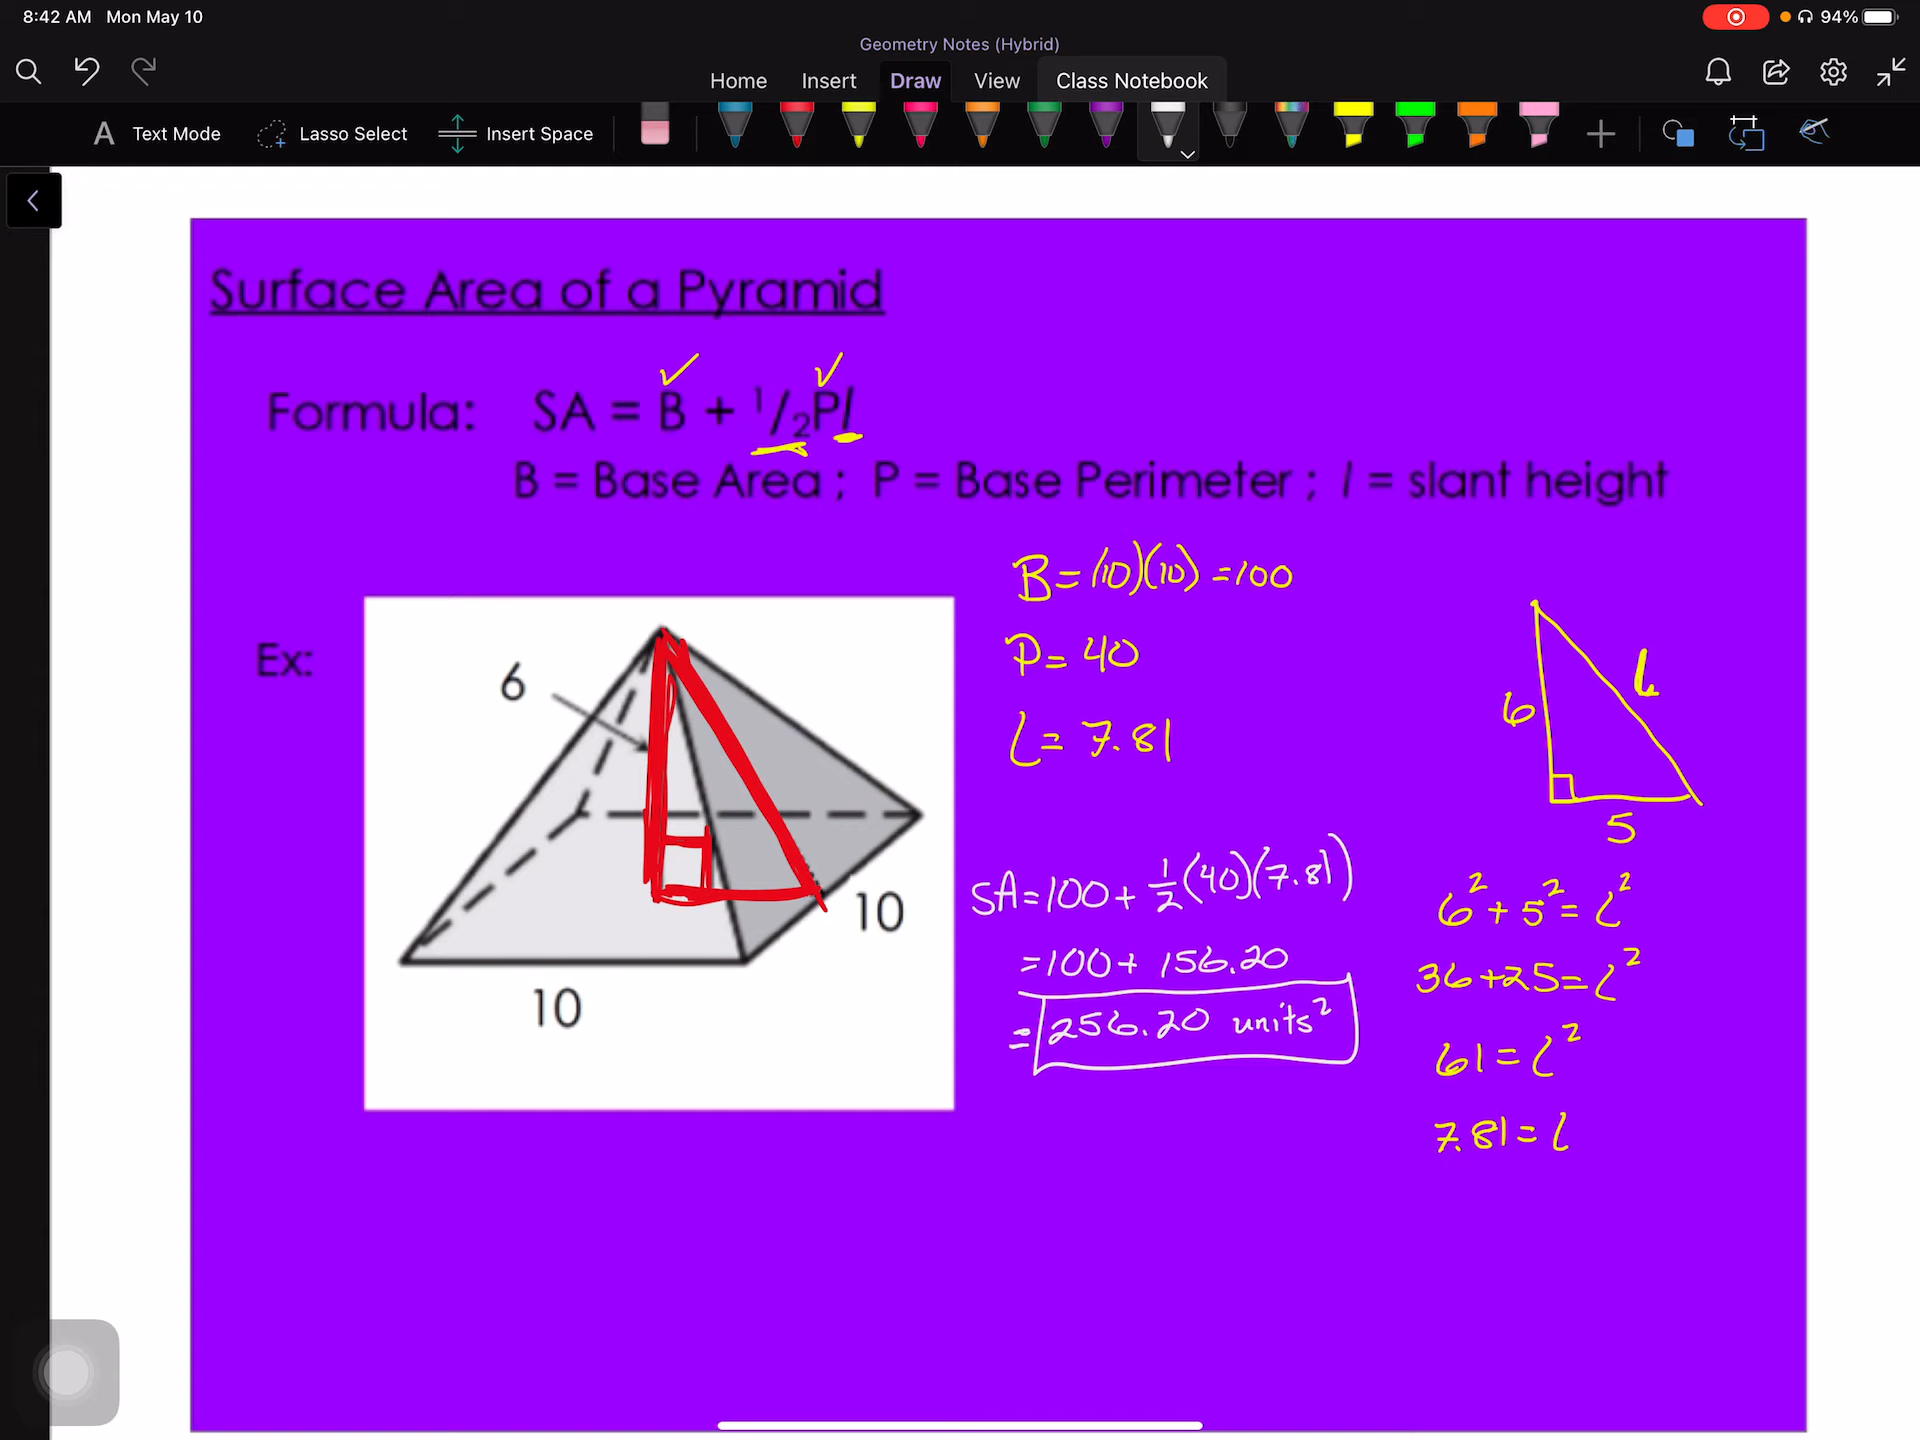 8:42 AM Mon May 10
94%
Geometry Notes (Hybrid)
Home Insert Draw View Class Notebook
A Text Mode Lasso Select Insert Space
Surface Area of a Pyramid
Formula: SA = B + 1/2Pl
B = Base Area ; P = Base Perimeter ; l = slant height
Ex:
6
10
10
B = (10)(10) = 100
P = 40
l = 7.81
SA = 100 + 1/2 (40)(7.81)
= 100 + 156.20
= 256.20 units²
6
l
5
6² + 5² = l²
36 + 25 = l²
61 = l²
7.81 = l